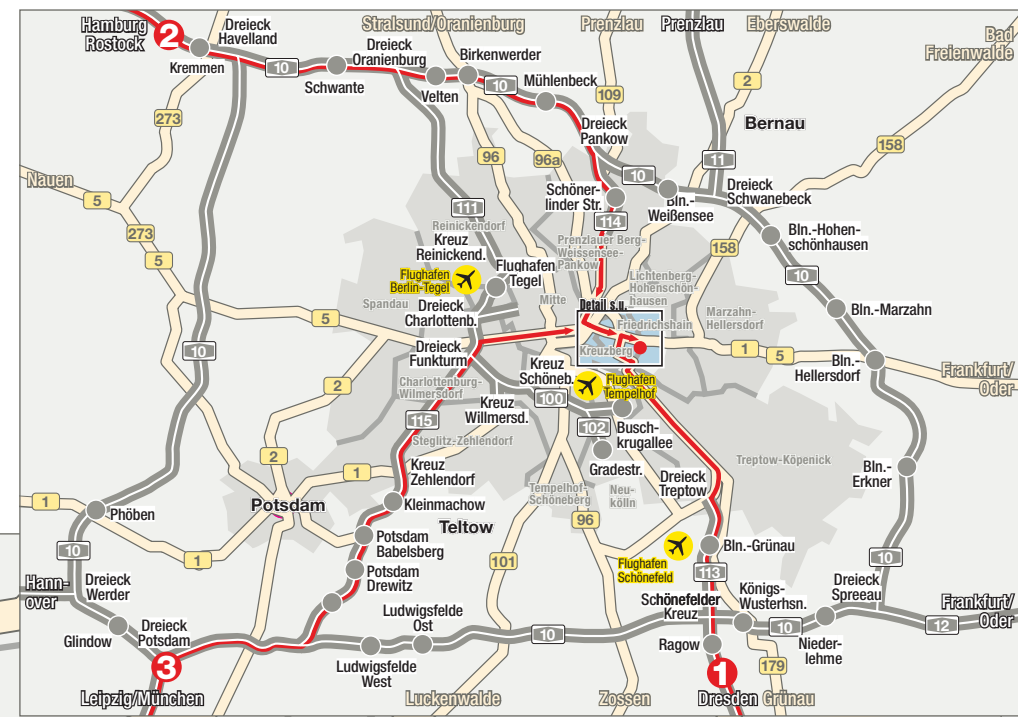 Hamburg
Rostock
2
Dreieck
Havelland
Stralsund/Oranienburg
Prenzlau
Prenzlau
Eberswalde
Bad
Freienwalde
Kremmen
10
Schwante
Dreieck
Oranienburg
Birkenwerder
Velten
10
Mühlenbeck
109
2
273
Dreieck
Pankow
Bernau
158
96
96a
11
Nauen
5
10
Schöner-
linder Str.
Bln.-
Weißensee
Dreieck
Schwanebeck
111
114
273
Reinickendorf
Kreuz
Reinickend.
Prenzlauer Berg-
Weissensee-
Pankow
158
Bln.-Hohen-
schönhausen
5
Flughafen
Berlin-Tegel
Flughafen
Tegel
Lichtenberg-
Hohenschön-
hausen
10
Spandau
Mitte
Detail s.u.
Dreieck
Charlottenb.
5
Friedrichshain
Marzahn-
Hellersdorf
Bln.-Marzahn
10
Dreieck
Funkturm
Kreuzberg
1
5
Bln.-
Hellersdorf
Frankfurt/
Oder
2
Charlottenburg-
Wilmersdorf
Kreuz
Schöneb.
Flughafen
Tempelhof
100
Kreuz
Willmersd.
115
102
Busch-
krugallee
Steglitz-Zehlendorf
2
Gradestr.
Kreuz
Zehlendorf
1
Dreieck
Treptow
Treptow-Köpenick
Bln.-
Erkner
1
Tempelhof-
Schöneberg
Neu-
kölln
Potsdam
Kleinmachow
Phöben
96
Teltow
Potsdam
Babelsberg
Bln.-Grünau
10
2
101
Flughafen
Schönefeld
10
Potsdam
Drewitz
113
Hann-
over
Dreieck
Werder
Königs-
Wusterhsn.
Dreieck
Spreeau
Schönefelder
Kreuz
Frankfurt/
Oder
Ludwigsfelde
Ost
10
10
12
Glindow
Dreieck
Potsdam
Ragow
Nieder-
lehme
3
Ludwigsfelde
West
1
179
Leipzig/München
Luckenwalde
Zossen
Dresden
Grünau